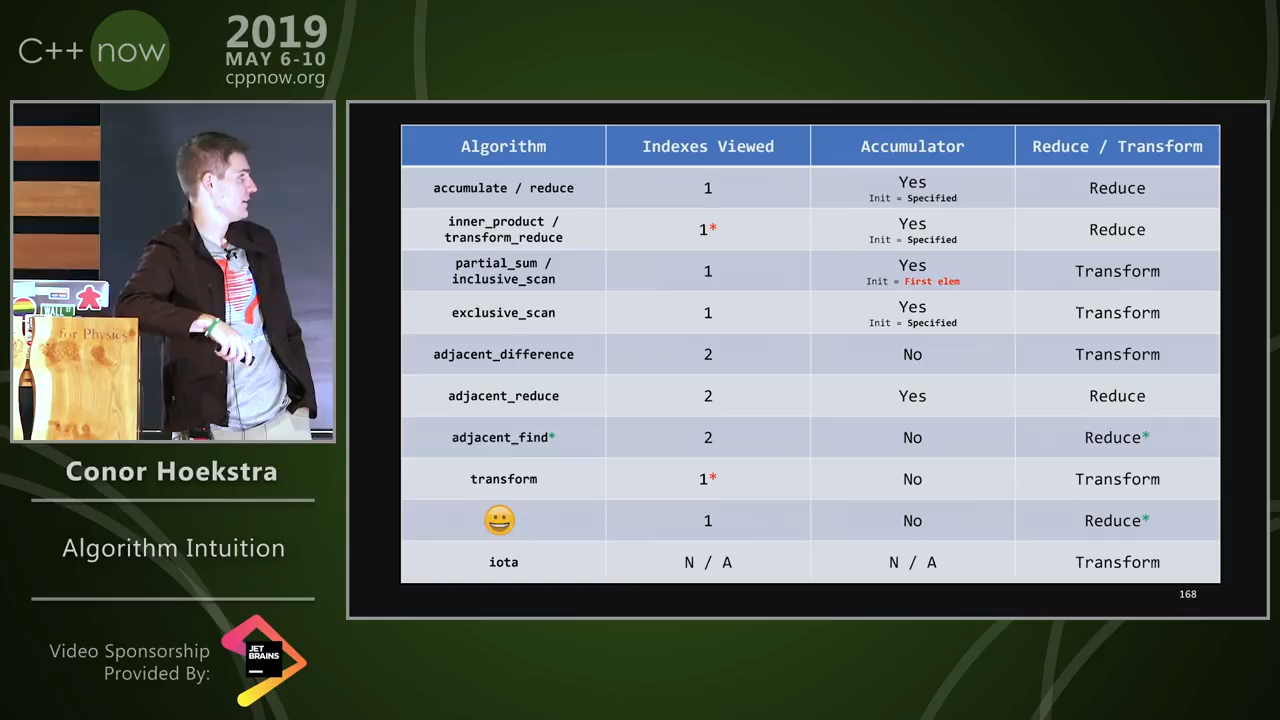 C++ now
2019
MAY 6-10
cppnow.org
for Physics
Conor Hoekstra
Algorithm Intuition
Video Sponsorship
Provided By:
JET
BRAINS
Algorithm Indexes Viewed Accumulator Reduce / Transform
accumulate / reduce 1 Yes Reduce
Init = Specified
inner_product / 1* Yes Reduce
transform_reduce Init = Specified
partial_sum / 1 Yes Transform
inclusive_scan Init = First elem
exclusive_scan 1 Yes Transform
Init = Specified
adjacent_difference 2 No Transform
adjacent_reduce 2 Yes Reduce
adjacent_find* 2 No Reduce*
transform 1* No Transform
1 No Reduce*
iota N / A N / A Transform
168